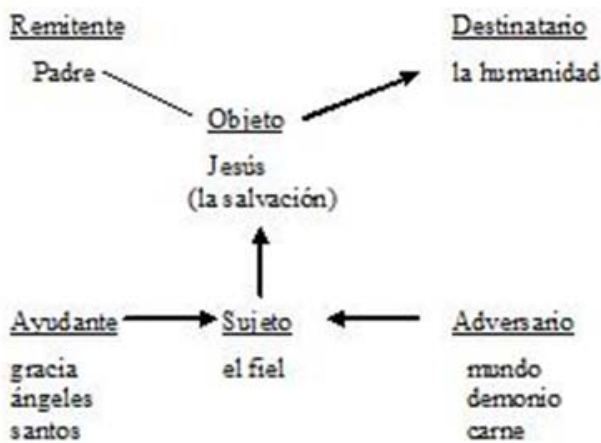 Remitente
Destinatario
Padre
la humanidad
Objeto
Jesús
(la salvación)
Ayudante
Sujeto
Adversario
gracia
el fiel
mundo
ángeles
demonio
santos
carne